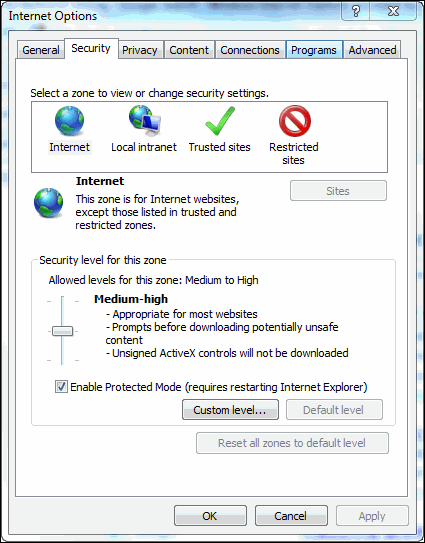 Internet Options
General Security Privacy Content Connections Programs Advanced
Select a zone to view or change security settings.
Internet Local intranet Trusted sites Restricted
sites
Internet
Sites
This zone is for Internet websites,
except those listed in trusted and
restricted zones.
Security level for this zone
Allowed levels for this zone: Medium to High
Medium-high
- Appropriate for most websites
- Prompts before downloading potentially unsafe
content
- Unsigned ActiveX controls will not be downloaded
Enable Protected Mode (requires restarting Internet Explorer)
Custom level... Default level
Reset all zones to default level
OK Cancel Apply